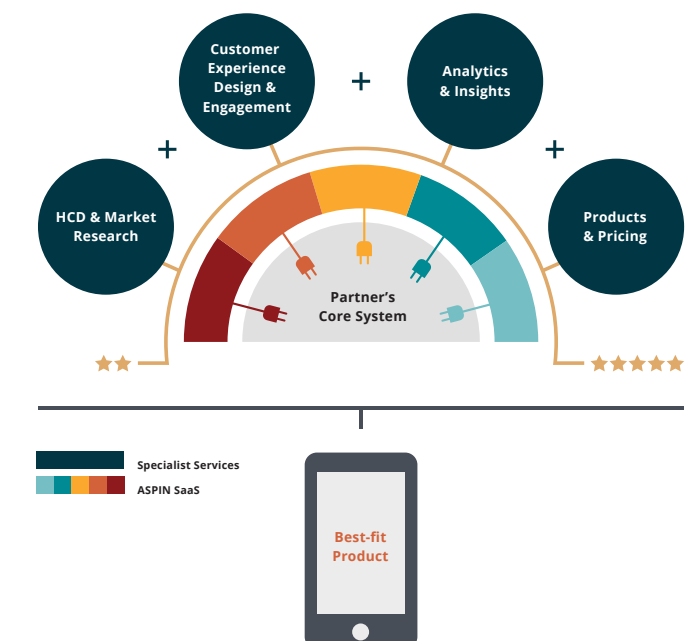 Customer
Experience
Design &
Engagement
+
Analytics
& Insights
+
+
HCD & Market
Research
Products
& Pricing
Partner’s
Core System
Specialist Services
ASPIN SaaS
Best-fit
Product